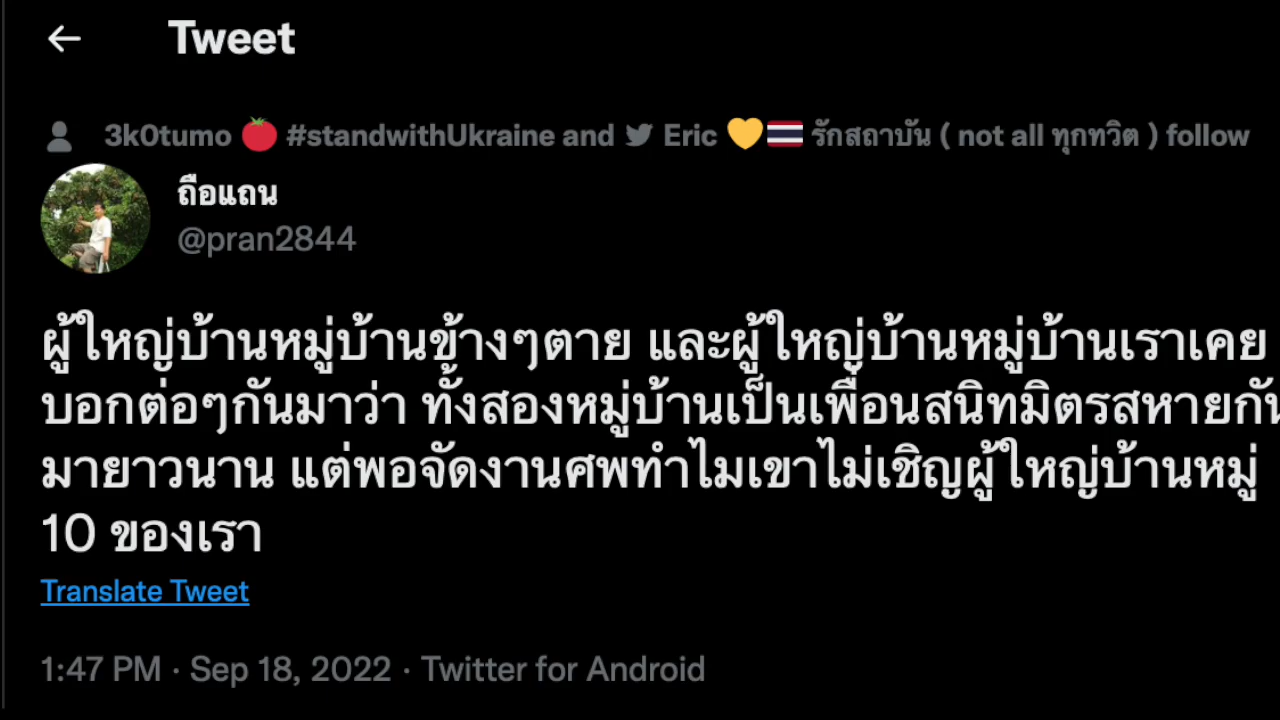 Tweet
3k0tumo 🍅 #standwithUkraine and Eric 💛🇹🇭 รักสถาบัน ( not all ทุกทวิต ) follow
ถือแถน
@pran2844
ผู้ใหญ่บ้านหมู่บ้านข้างๆตาย และผู้ใหญ่บ้านหมู่บ้านเราเคย
บอกต่อๆกันมาว่า ทั้งสองหมู่บ้านเป็นเพื่อนสนิทมิตรสหายกัน
มายาวนาน แต่พอจัดงานศพทำไมเขาไม่เชิญผู้ใหญ่บ้านหมู่
10 ของเรา
Translate Tweet
1:47 PM · Sep 18, 2022 · Twitter for Android